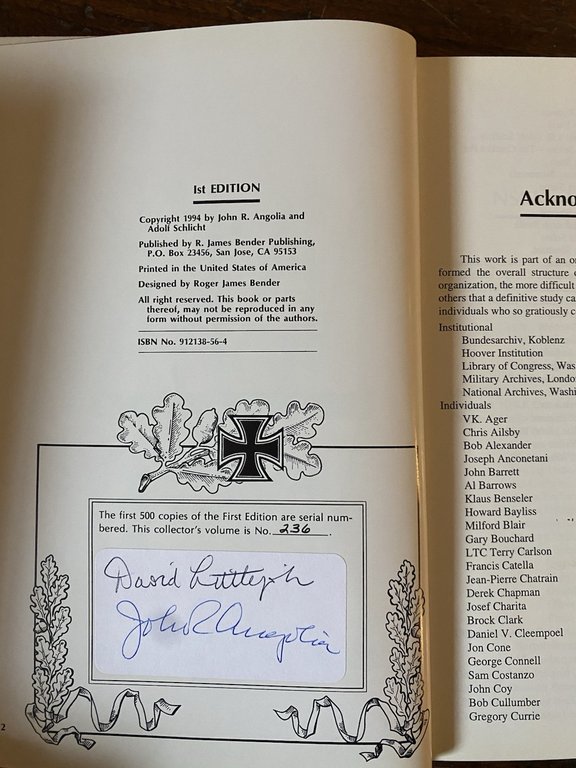 1st EDITION
Copyright 1994 by John R. Angolia and
Adolf Schlicht
Published by R. James Bender Publishing,
P.O. Box 23456, San Jose, CA 95153
Printed in the United States of America
Designed by Roger James Bender
All right reserved. This book or parts
thereof, may not be reproduced in any
form without permission of the authors.
ISBN No. 912138-56-4
The first 500 copies of the First Edition are serial num-
bered. This collector's volume is No. 236.
David Littlejohn
John R Angolia
2
Ackno
This work is part of an o
formed the overall structure o
organization, the more difficult
others that a definitive study ca
individuals who so gratiously c
Institutional
Bundesarchiv, Koblenz
Hoover Institution
Library of Congress, Was
Military Archives, Londo
National Archives, Washi
Individuals
VK. Ager
Chris Ailsby
Bob Alexander
Joseph Anconetani
John Barrett
Al Barrows
Klaus Benseler
Howard Bayliss
Milford Blair
Gary Bouchard
LTC Terry Carlson
Francis Catella
Jean-Pierre Chatrain
Derek Chapman
Josef Charita
Brock Clark
Daniel V. Cleempoel
Jon Cone
George Connell
Sam Costanzo
John Coy
Bob Cullumber
Gregory Currie